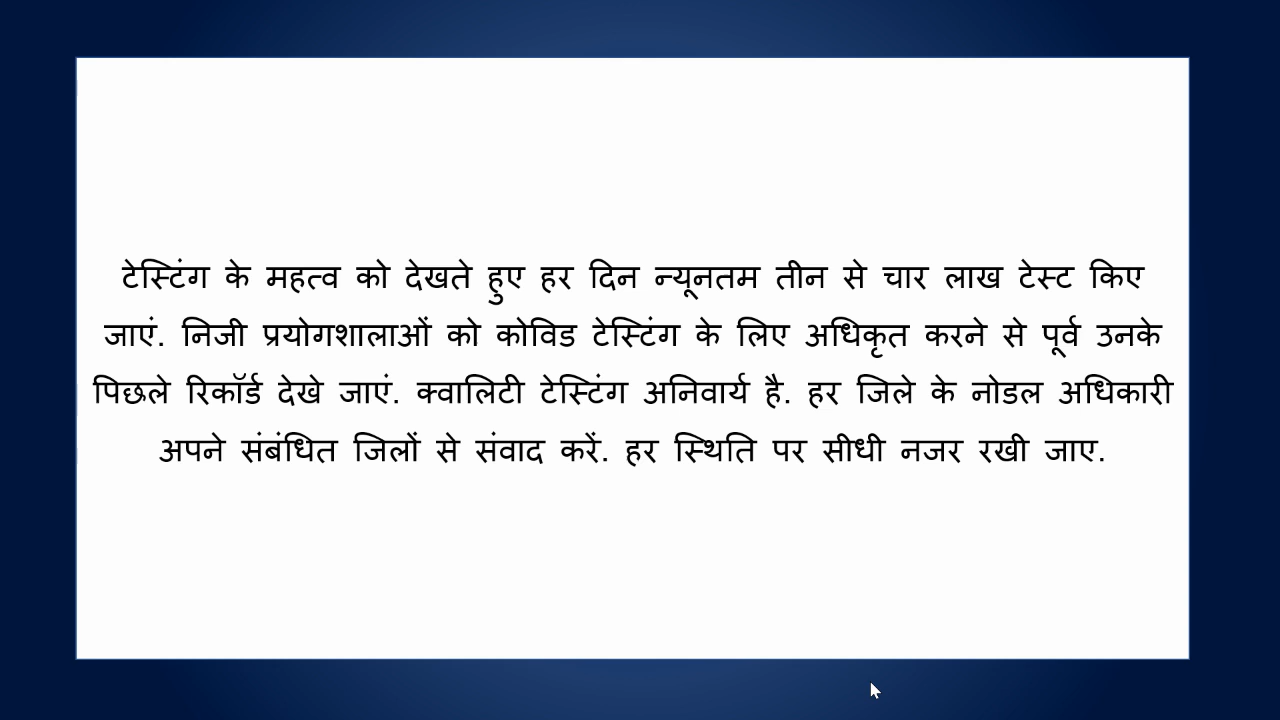 टेस्टिंग के महत्व को देखते हुए हर दिन न्यूनतम तीन से चार लाख टेस्ट किए
जाएं. निजी प्रयोगशालाओं को कोविड टेस्टिंग के लिए अधिकृत करने से पूर्व उनके
पिछले रिकॉर्ड देखे जाएं. क्वालिटी टेस्टिंग अनिवार्य है. हर जिले के नोडल अधिकारी
अपने संबंधित जिलों से संवाद करें. हर स्थिति पर सीधी नजर रखी जाए.